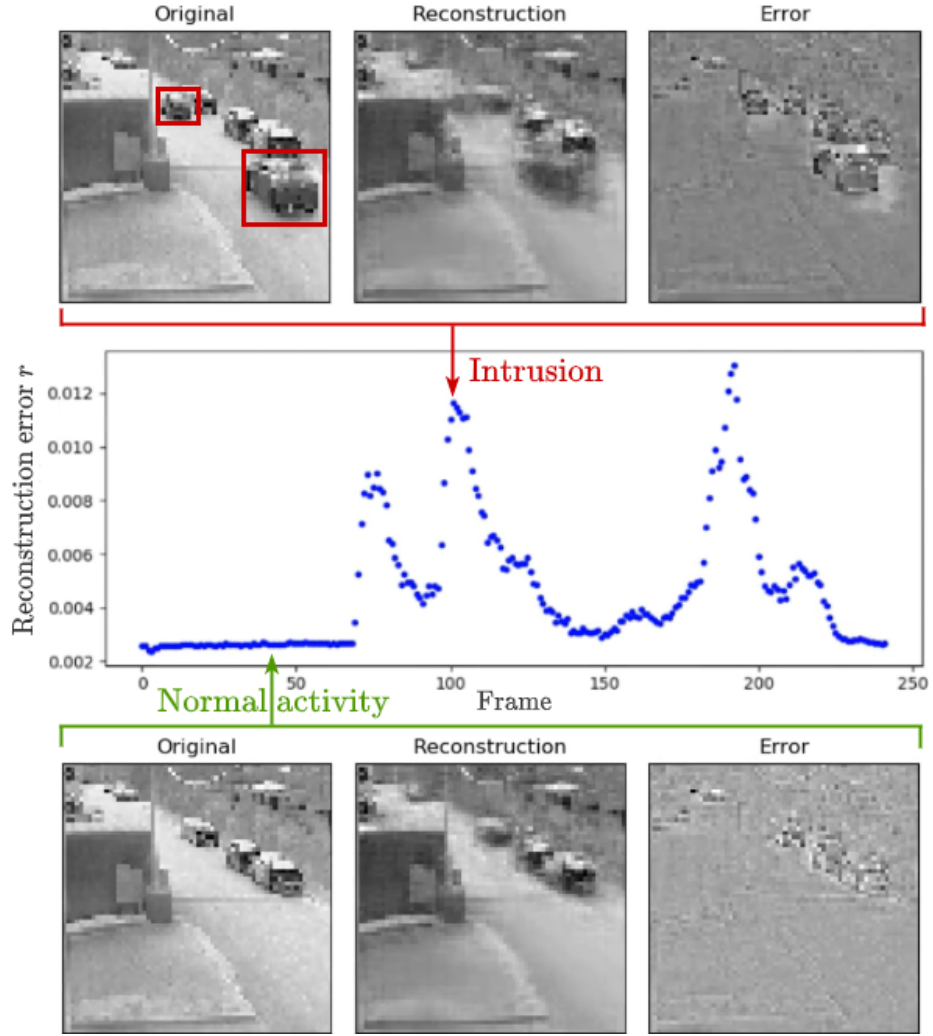 Original Reconstruction Error
Intrusion
Reconstruction error r
0.012
0.010
0.008
0.006
0.004
0.002
0 50 100 150 200 250
Normal activity
Frame
Original Reconstruction Error